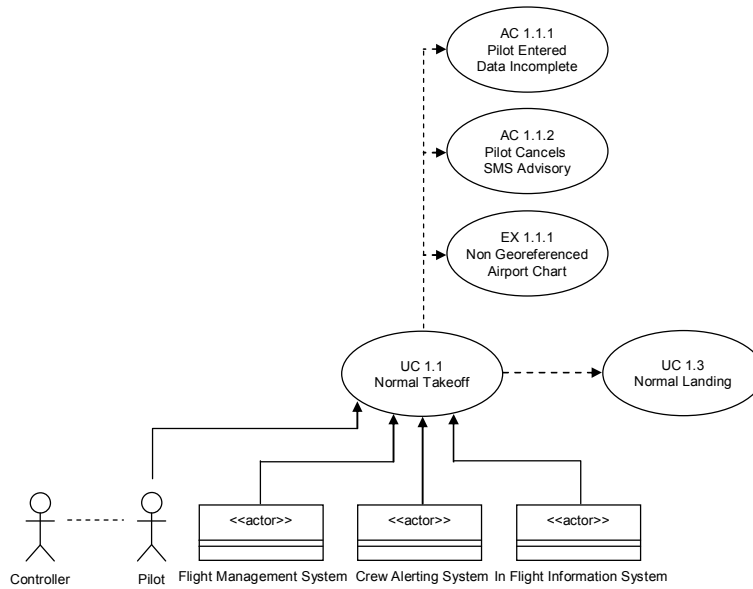 AC 1.1.1
Pilot Entered
Data Incomplete
AC 1.1.2
Pilot Cancels
SMS Advisory
EX 1.1.1
Non Georeferenced
Airport Chart
UC 1.1
Normal Takeoff
UC 1.3
Normal Landing
<<actor>>
<<actor>>
<<actor>>
Controller
Pilot
Flight Management System
Crew Alerting System
In Flight Information System